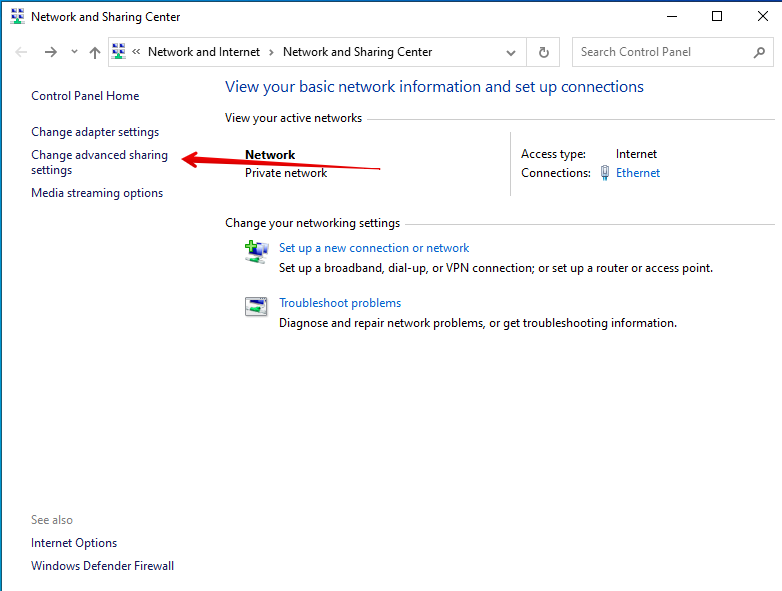 Network and Sharing Center
« Network and Internet › Network and Sharing Center
Search Control Panel
Control Panel Home
Change adapter settings
Change advanced sharing
settings
Media streaming options
View your basic network information and set up connections
View your active networks
Network
Private network
Access type: Internet
Connections: Ethernet
Change your networking settings
Set up a new connection or network
Set up a broadband, dial-up, or VPN connection; or set up a router or access point.
Troubleshoot problems
Diagnose and repair network problems, or get troubleshooting information.
See also
Internet Options
Windows Defender Firewall